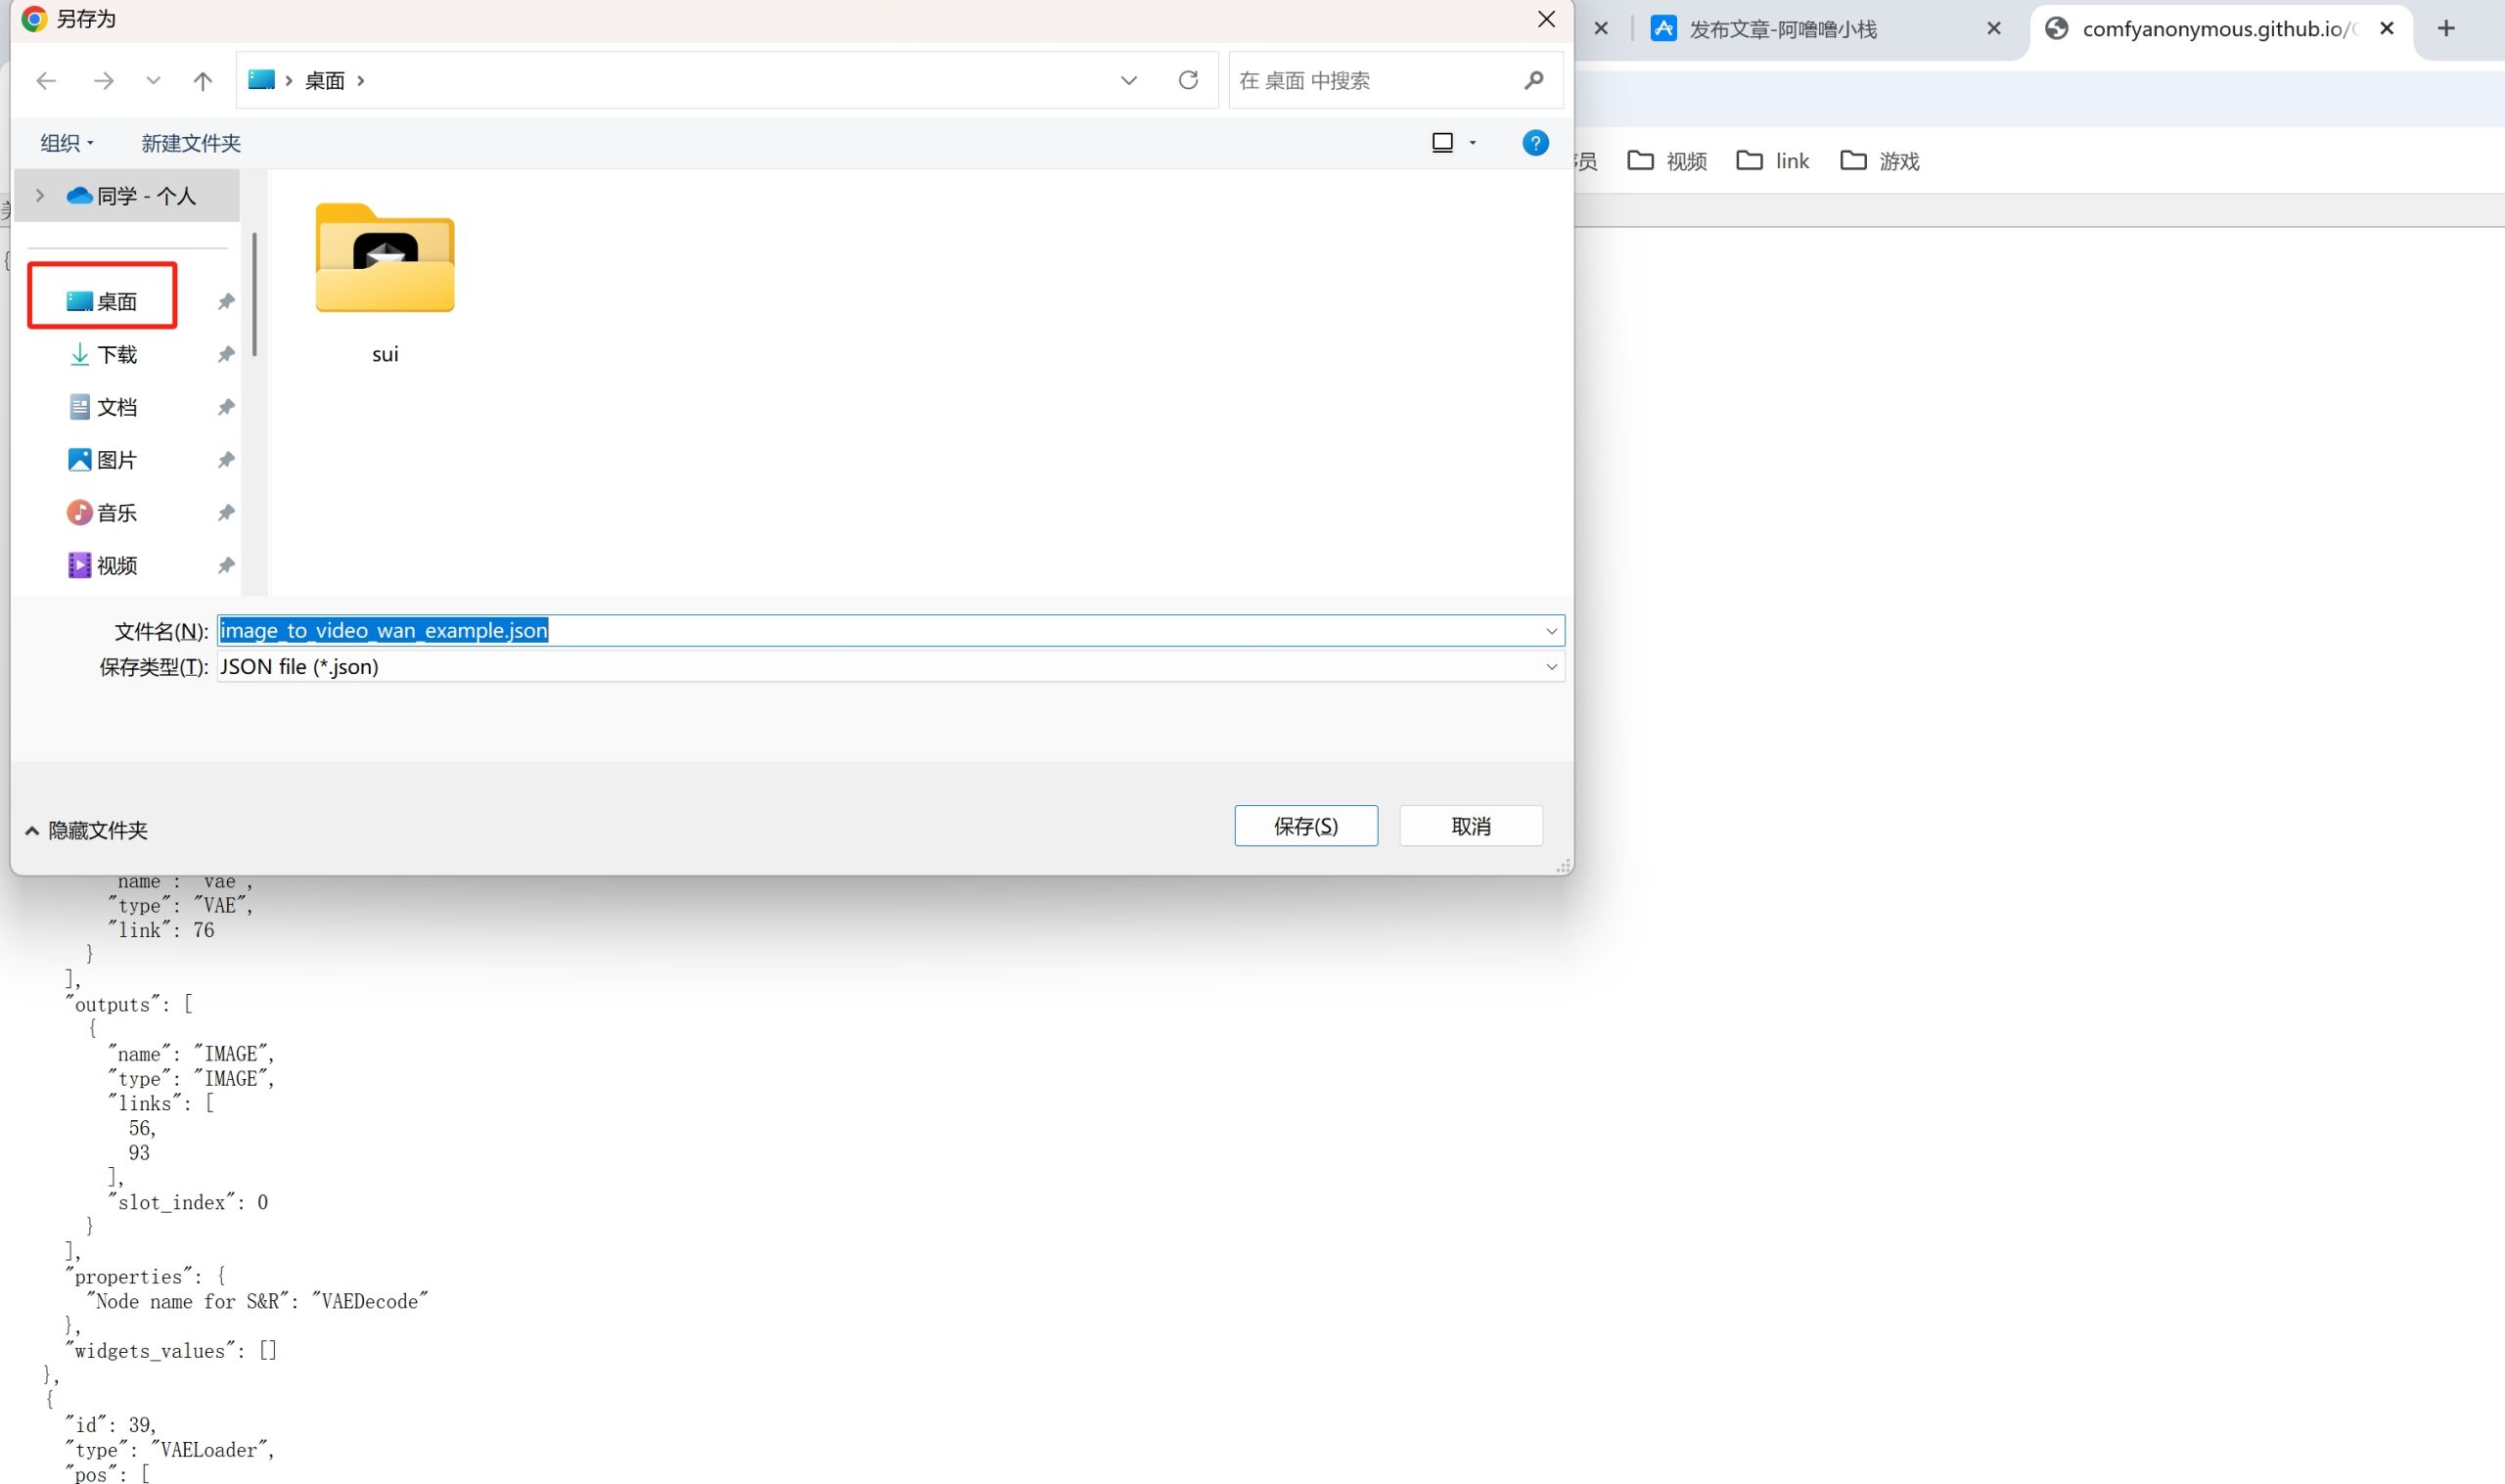 另存为
发布文章-阿噜噜小栈
comfyanonymous.github.io/
桌面
在 桌面 中搜索
组织
新建文件夹
员
视频
link
游戏
同学 - 个人
{
桌面
下载
文档
图片
音乐
视频
sui
文件名(N):
image_to_video_wan_example.json
保存类型(T):
JSON file (*.json)
隐藏文件夹
保存(S)
取消
"name": "vae",
"type": "VAE",
"link": 76
}
],
"outputs": [
{
"name": "IMAGE",
"type": "IMAGE",
"links": [
56,
93
],
"slot_index": 0
}
],
"properties": {
"Node name for S&R": "VAEDecode"
},
"widgets_values": []
},
{
"id": 39,
"type": "VAELoader",
"pos": [